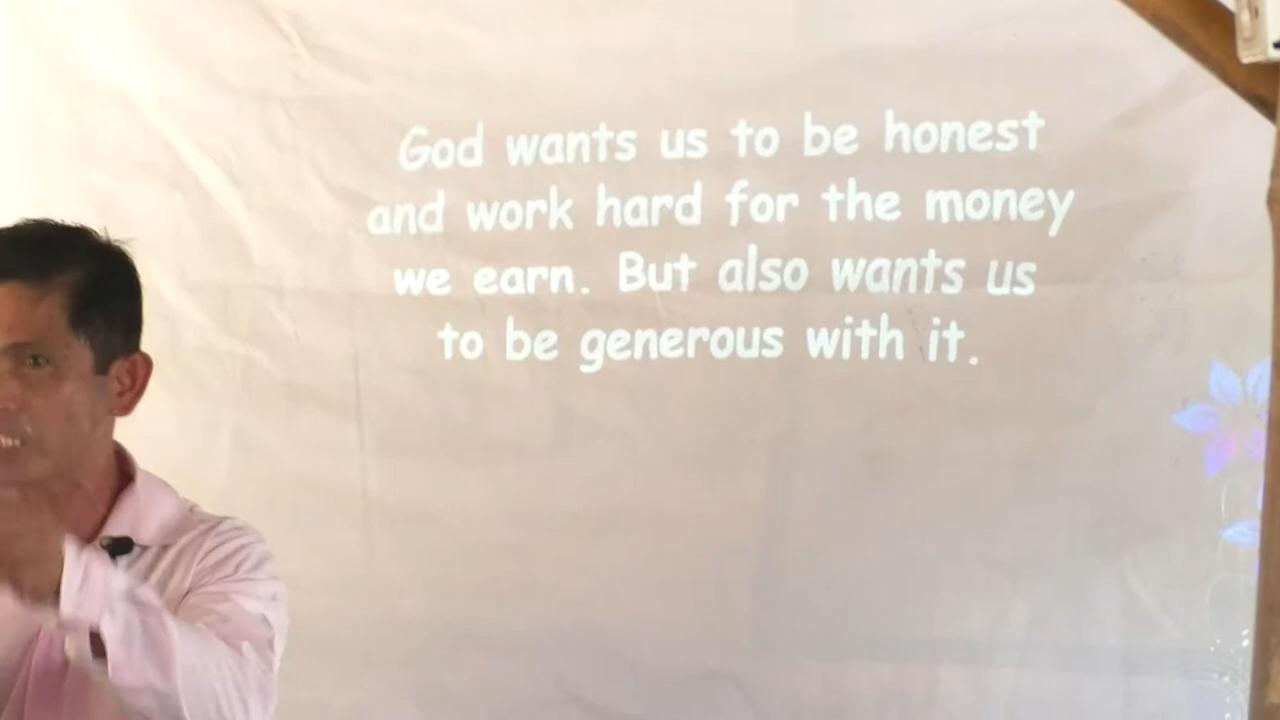 God wants us to be honest
and work hard for the money
we earn. But also wants us
to be generous with it.